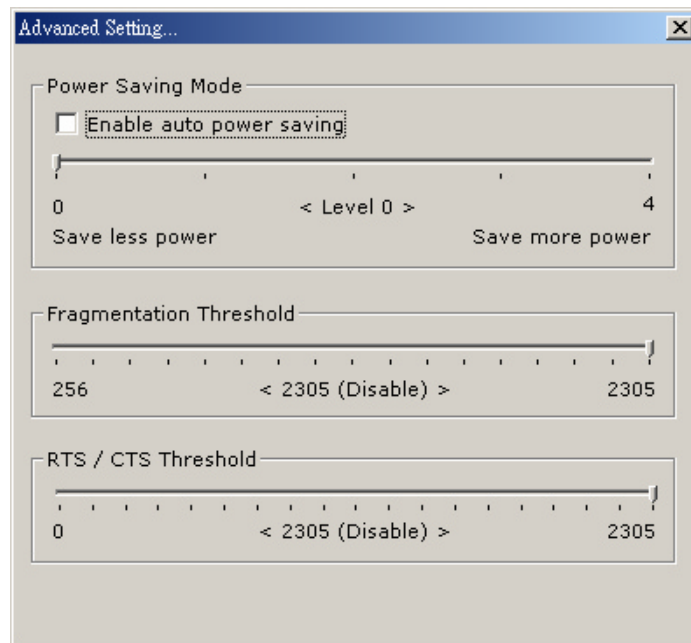 Advanced Setting...
Power Saving Mode
Enable auto power saving
0 < Level 0 > 4
Save less power Save more power
Fragmentation Threshold
256 < 2305 (Disable) > 2305
RTS / CTS Threshold
0 < 2305 (Disable) > 2305